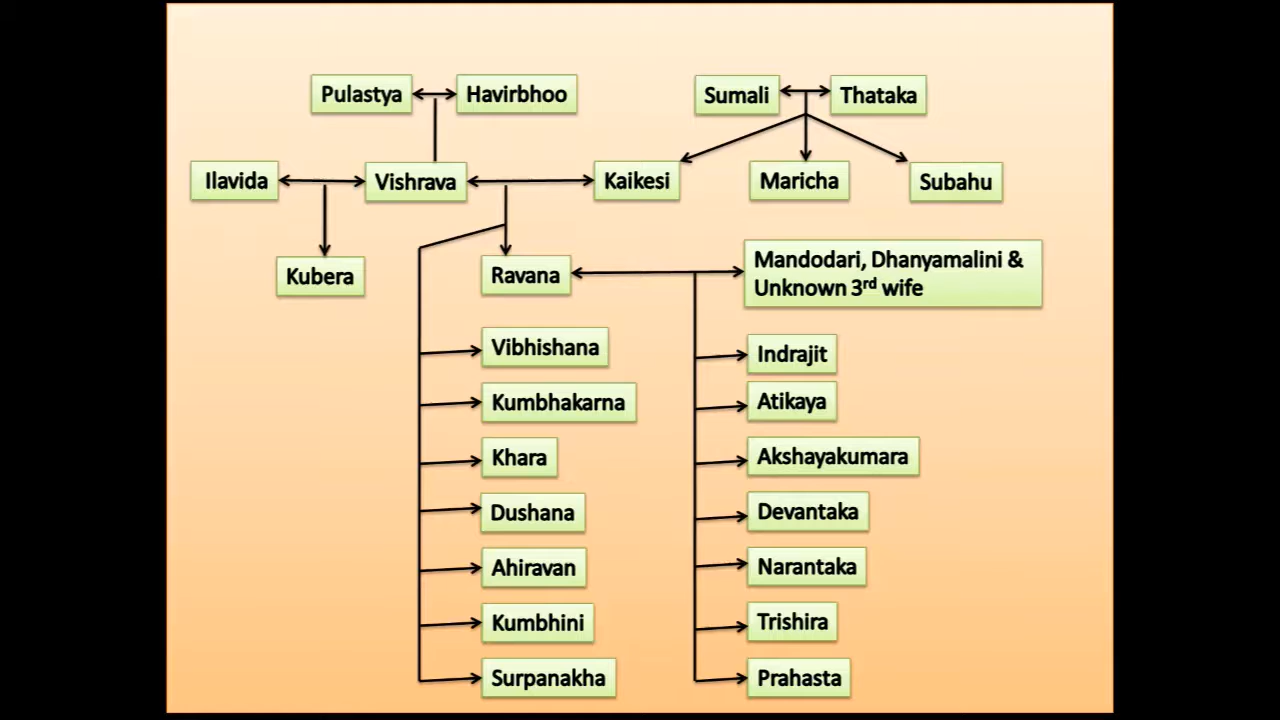 Pulastya
Havirbhoo
Sumali
Thataka
Ilavida
Vishrava
Kaikesi
Maricha
Subahu
Kubera
Ravana
Mandodari, Dhanyamalini &
Unknown 3rd wife
Vibhishana
Indrajit
Kumbhakarna
Atikaya
Khara
Akshayakumara
Dushana
Devantaka
Ahiravan
Narantaka
Kumbhini
Trishira
Surpanakha
Prahasta